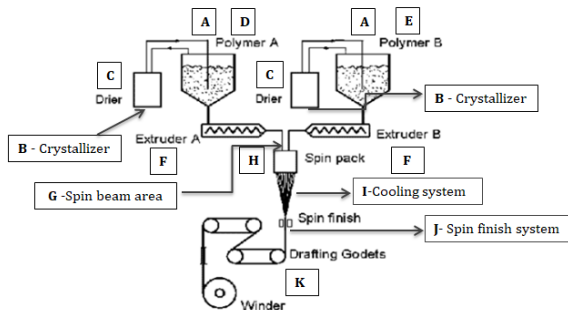 A D A E
Polymer A Polymer B
C C
Drier Drier
B - Crystallizer
B - Crystallizer
Extruder A Extruder B
F H Spin pack F
G -Spin beam area
I-Cooling system
Spin finish
J- Spin finish system
Drafting Godets
K
Winder